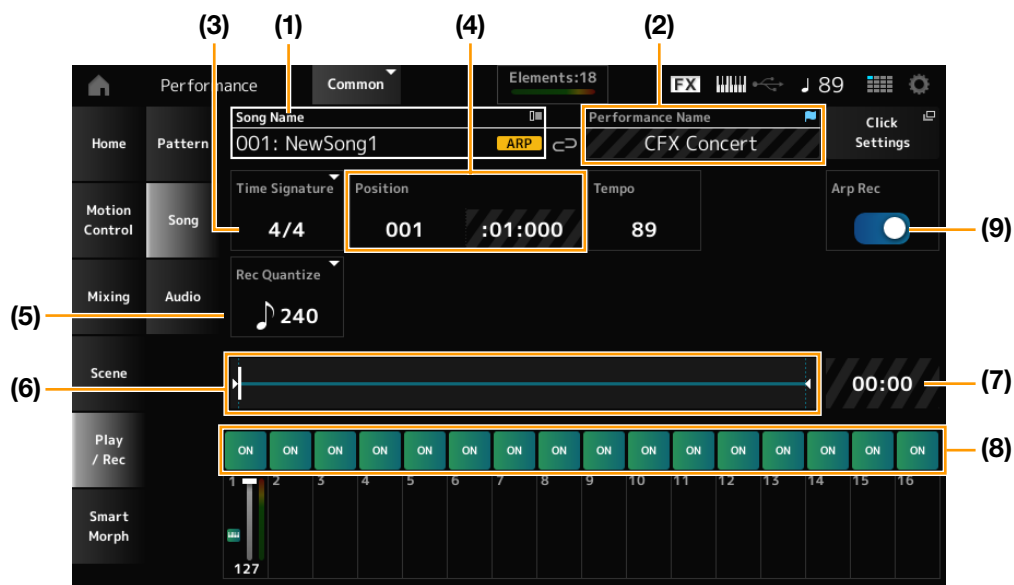 (3) (1) (4) (2)
Performance Common Elements:18 FX 89
Home Pattern Song Name Performance Name Click Settings
001: NewSong1 ARP CFX Concert
Motion Control Song Time Signature Position Tempo Arp Rec
4/4 001 :01:000 89 (9)
Mixing Audio Rec Quantize
(5) 240
Scene
(6) 00:00 (7)
Play / Rec ON ON ON ON ON ON ON ON ON ON ON ON ON ON ON ON (8)
1 2 3 4 5 6 7 8 9 10 11 12 13 14 15 16
Smart Morph
127